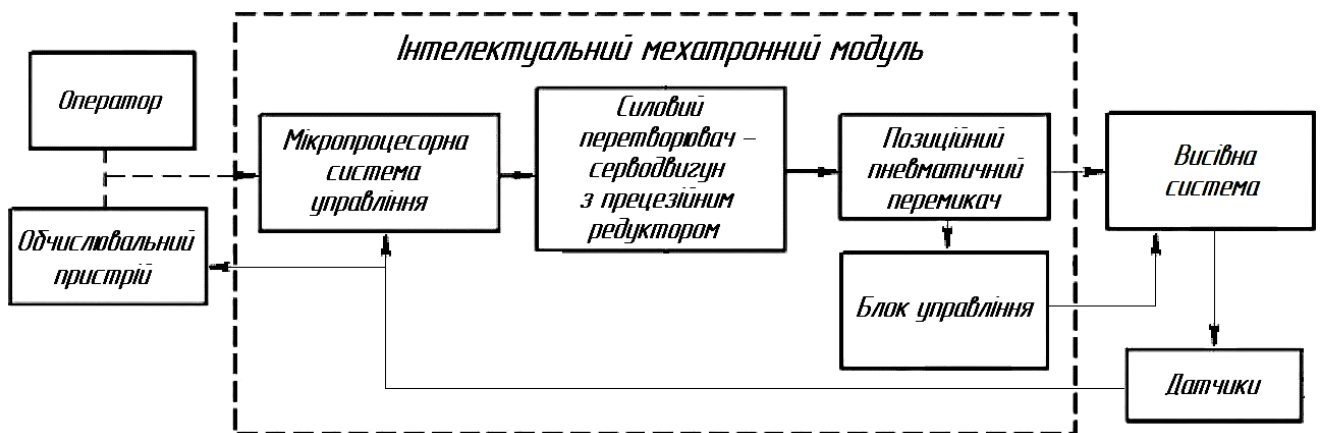 Інтелектуальний мехатронний модуль
Оператор
Обчислювальний
пристрій
Мікропроцесорна
система
управління
Силовий
перетворювач –
серводвигун
з прецезійним
редуктором
Позиційний
пневматичний
перемикач
Блок управління
Висівна
система
Датчики